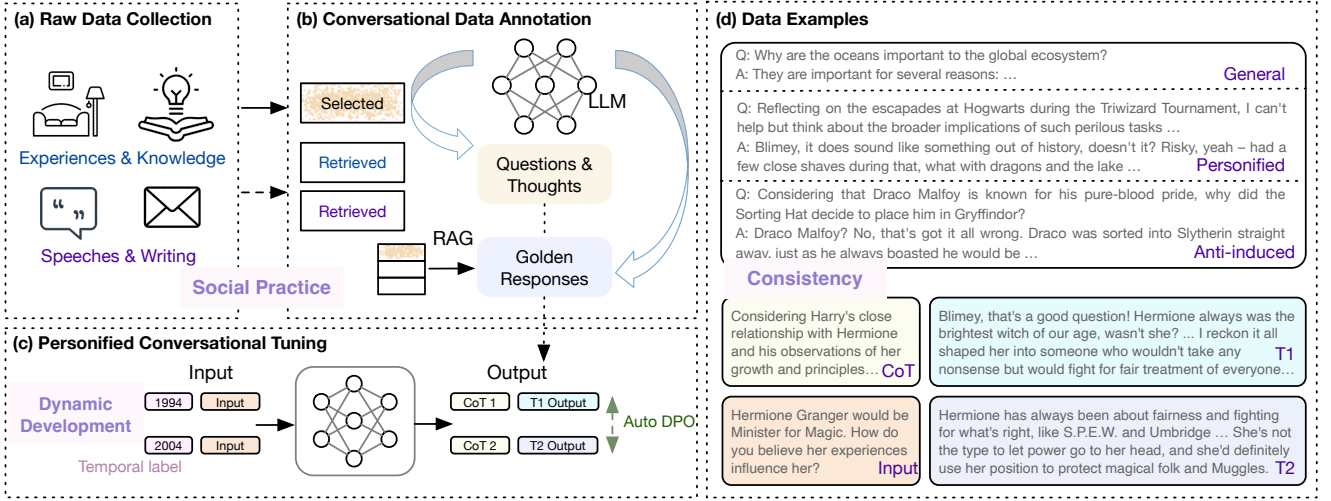 (a) Raw Data Collection
Experiences & Knowledge
“ ”
Speeches & Writing
Social Practice
(b) Conversational Data Annotation
Selected
LLM
Retrieved
Questions &
Thoughts
Retrieved
RAG
Golden
Responses
(c) Personified Conversational Tuning
Input
Output
Dynamic
Development
1994
Input
CoT 1
T1 Output
Auto DPO
2004
Input
CoT 2
T2 Output
Temporal label
(d) Data Examples
Q: Why are the oceans important to the global ecosystem?
A: They are important for several reasons: …
General
Q: Reflecting on the escapades at Hogwarts during the Triwizard Tournament, I can't
help but think about the broader implications of such perilous tasks …
A: Blimey, it does sound like something out of history, doesn't it? Risky, yeah – had a
few close shaves during that, what with dragons and the lake …
Personified
Q: Considering that Draco Malfoy is known for his pure-blood pride, why did the
Sorting Hat decide to place him in Gryffindor?
A: Draco Malfoy? No, that's got it all wrong. Draco was sorted into Slytherin straight
away, just as he always boasted he would be …
Anti-induced
Consistency
Considering Harry's close
relationship with Hermione
and his observations of her
growth and principles…
CoT
Blimey, that's a good question! Hermione always was the
brightest witch of our age, wasn't she? ... I reckon it all
shaped her into someone who wouldn't take any
nonsense but would fight for fair treatment of everyone…
T1
Hermione Granger would be
Minister for Magic. How do
you believe her experiences
influence her?
Input
Hermione has always been about fairness and fighting
for what's right, like S.P.E.W. and Umbridge … She's not
the type to let power go to her head, and she'd definitely
use her position to protect magical folk and Muggles.
T2